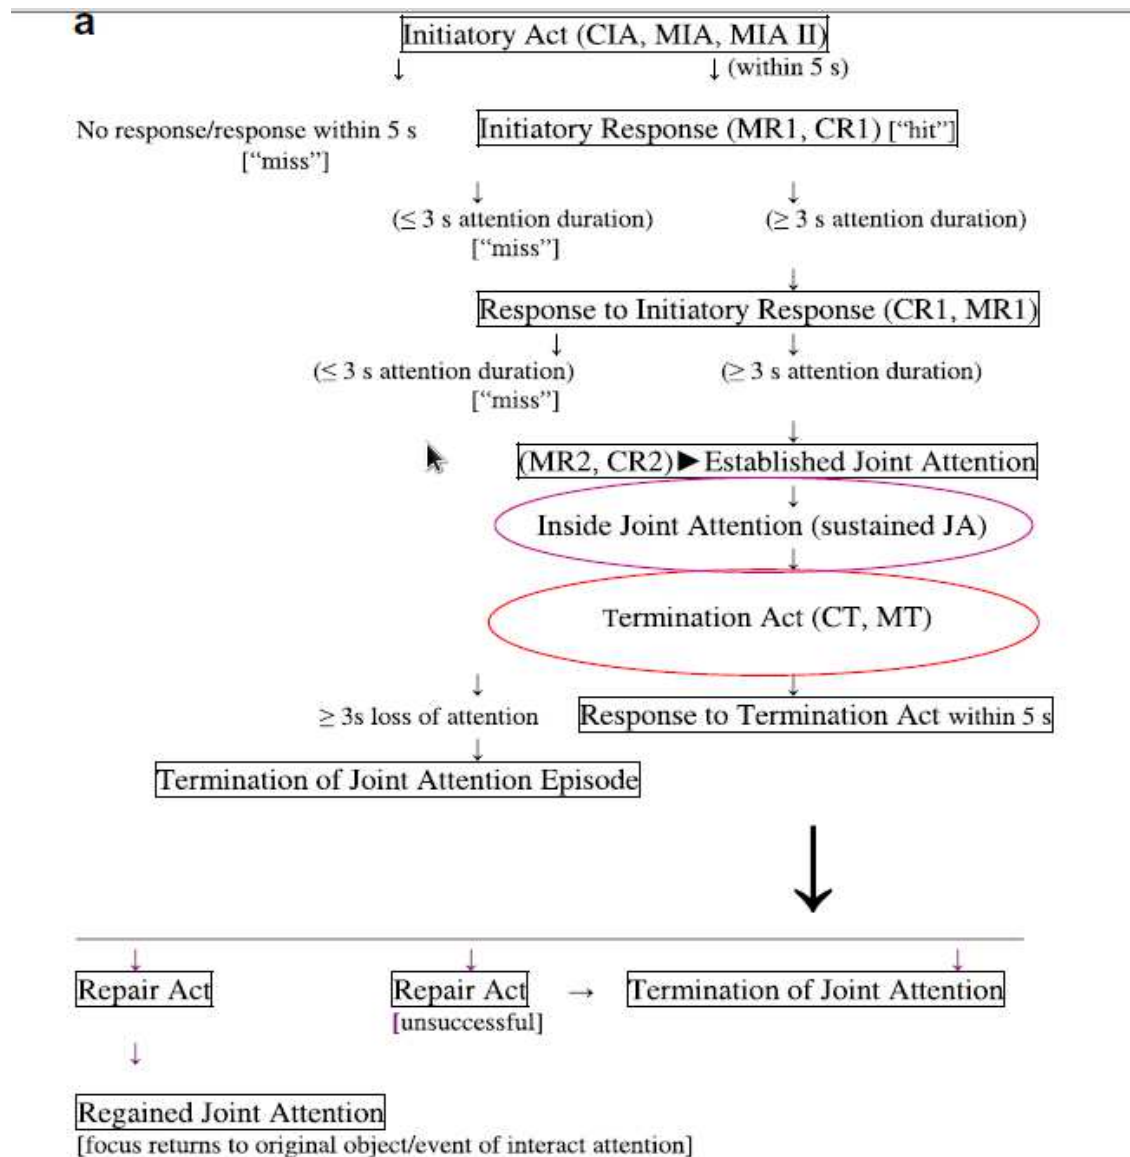 a
Initiatory Act (CIA, MIA, MIA II)
↓ ↓ (within 5 s)
No response/response within 5 s Initiatory Response (MR1, CR1) [“hit”]
[“miss”]
↓ ↓
(≤ 3 s attention duration) (≥ 3 s attention duration)
[“miss”]
↓
Response to Initiatory Response (CR1, MR1)
↓ ↓
(≤ 3 s attention duration) (≥ 3 s attention duration)
[“miss”]
↓
(MR2, CR2)►Established Joint Attention
↓
Inside Joint Attention (sustained JA)
↓
Termination Act (CT, MT)
↓ ↓
≥ 3s loss of attention Response to Termination Act within 5 s
↓
Termination of Joint Attention Episode
↓
↓ ↓ ↓
Repair Act Repair Act → Termination of Joint Attention
[unsuccessful]
↓
Regained Joint Attention
[focus returns to original object/event of interact attention]